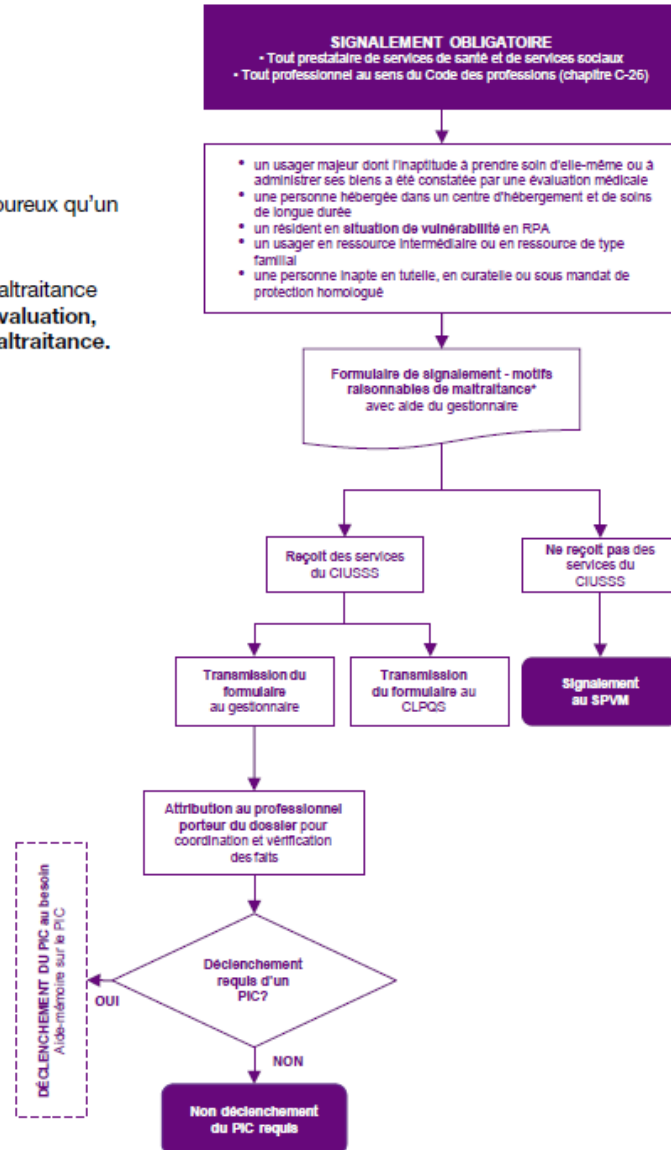 SIGNALEMENT OBLIGATOIRE
• Tout prestataire de services de santé et de services sociaux
• Tout professionnel au sens du Code des professions (chapitre C-26)
oureux qu'un
altraitance
valuation,
altraitance.
• un usager majeur dont l'inaptitude à prendre soin d'elle-même ou à
administrer ses biens a été constatée par une évaluation médicale
• une personne hébergée dans un centre d'hébergement et de soins
de longue durée
• un résident en situation de vulnérabilité en RPA
• un usager en ressource intermédiaire ou en ressource de type
familial
• une personne inapte en tutelle, en curatelle ou sous mandat de
protection homologué
Formulaire de signalement - motifs
raisonnables de maltraitance*
avec aide du gestionnaire
Reçoit des services
du CIUSSS
Ne reçoit pas des
services du
CIUSSS
Transmission du
formulaire
au gestionnaire
Transmission
du formulaire au
CLPQS
Signalement
au SPVM
Attribution au professionnel
porteur du dossier pour
coordination et vérification
des faits
DÉCLENCHEMENT DU PIC au besoin
Aide-mémoire sur le PIC
Déclenchement
requis d'un
PIC?
OUI
NON
Non déclenchement
du PIC requis